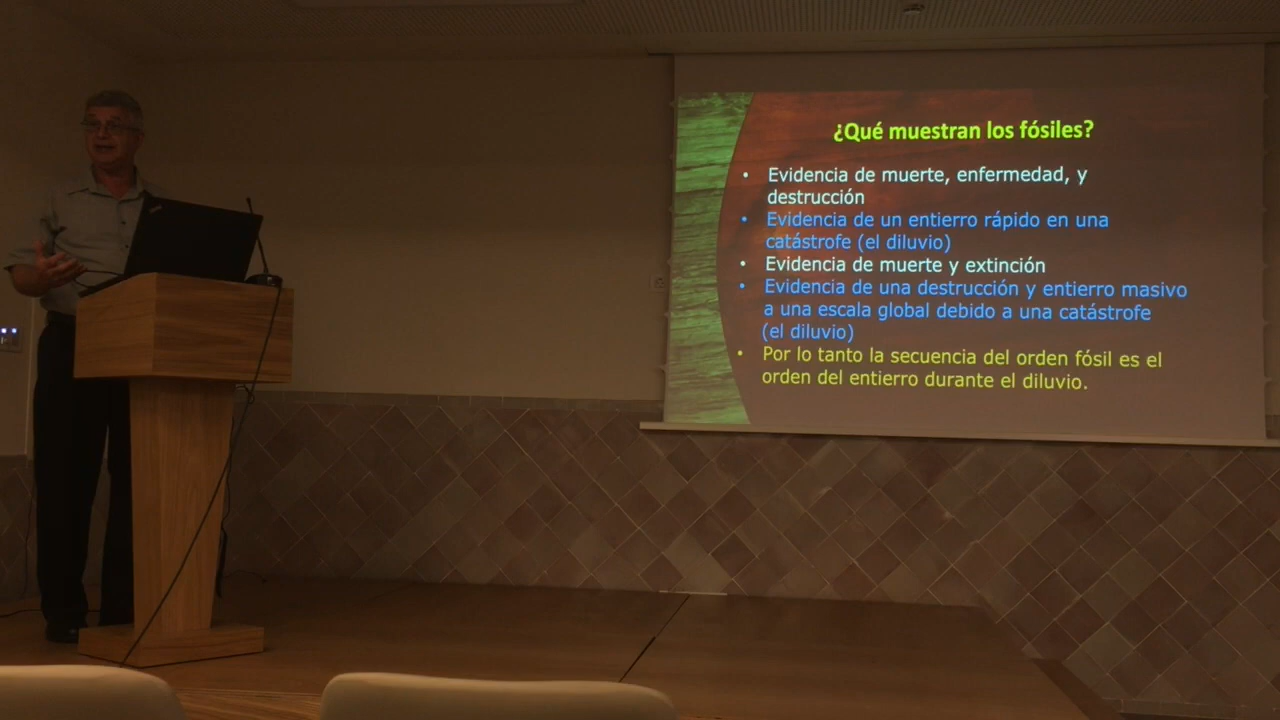 ¿Qué muestran los fósiles?
• Evidencia de muerte, enfermedad, y
destrucción
• Evidencia de un entierro rápido en una
catástrofe (el diluvio)
• Evidencia de muerte y extinción
• Evidencia de una destrucción y entierro masivo
a una escala global debido a una catástrofe
(el diluvio)
• Por lo tanto la secuencia del orden fósil es el
orden del entierro durante el diluvio.